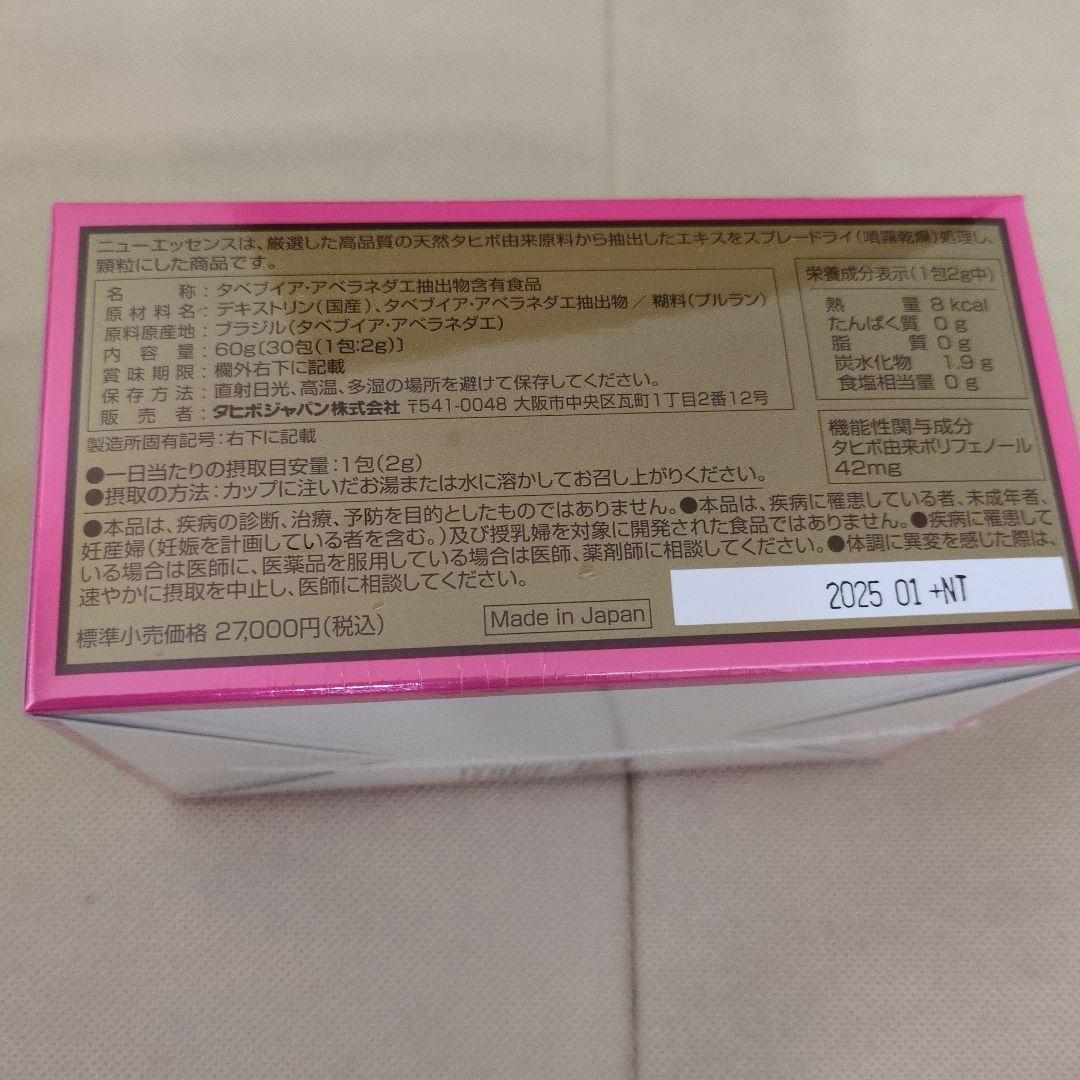 ニューエッセンスは、厳選した高品質の天然タヒボ由来原料から抽出したエキスをスプレードライ(噴霧乾燥)処理し、
顆粒にした商品です。
名称:タベブイア・アベラネダエ抽出物含有食品
原材料名:デキストリン(国産)、タベブイア・アベラネダエ抽出物/糊料(プルラン)
原料原産地:ブラジル(タベブイア・アベラネダエ)
内容量:60g〔30包(1包:2g)〕
賞味期限:欄外右下に記載
保存方法:直射日光、高温、多湿の場所を避けて保存してください。
販売者:タヒボジャパン株式会社 〒541-0048 大阪市中央区瓦町1丁目2番12号
製造所固有記号:右下に記載
栄養成分表示(1包2g中)
熱量 8 kcal
たんぱく質 0 g
脂質 0 g
炭水化物 1.9 g
食塩相当量 0 g
機能性関与成分
タヒボ由来ポリフェノール
42mg
●一日当たりの摂取目安量:1包(2g)
●摂取の方法:カップに注いだお湯または水に溶かしてお召し上がりください。
●本品は、疾病の診断、治療、予防を目的としたものではありません。●本品は、疾病に罹患している者、未成年者、
妊産婦(妊娠を計画している者を含む。)及び授乳婦を対象に開発された食品ではありません。●疾病に罹患して
いる場合は医師に、医薬品を服用している場合は医師、薬剤師に相談してください。●体調に異変を感じた際は、
速やかに摂取を中止し、医師に相談してください。
標準小売価格 27,000円(税込)
Made in Japan
2025 01 +NT